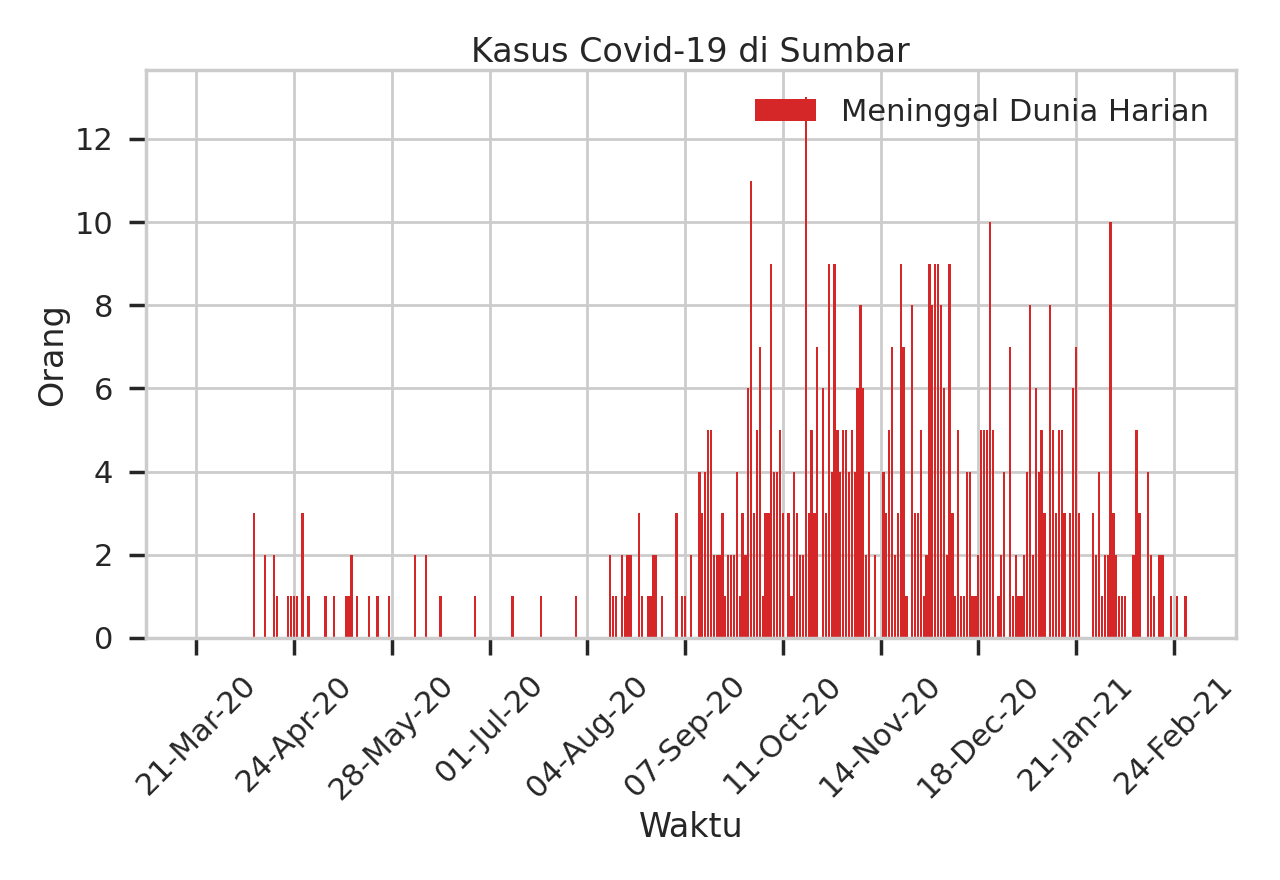 Kasus Covid-19 di Sumbar
Meninggal Dunia Harian
Orang
12
10
8
6
4
2
0
21-Mar-20
24-Apr-20
28-May-20
01-Jul-20
04-Aug-20
07-Sep-20
11-Oct-20
14-Nov-20
18-Dec-20
21-Jan-21
24-Feb-21
Waktu